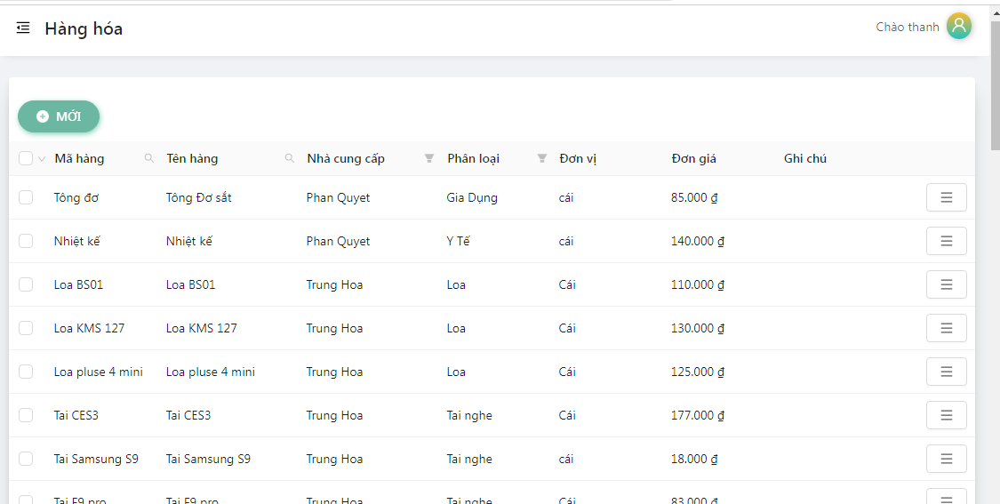 Hàng hóa
Chào thanh
MỚI
Mã hàng Tên hàng Nhà cung cấp Phân loại Đơn vị Đơn giá Ghi chú
Tông đơ Tông Đơ sắt Phan Quyet Gia Dụng cái 85.000 ₫
Nhiệt kế Nhiệt kế Phan Quyet Y Tế cái 140.000 ₫
Loa BS01 Loa BS01 Trung Hoa Loa Cái 110.000 ₫
Loa KMS 127 Loa KMS 127 Trung Hoa Loa Cái 130.000 ₫
Loa pluse 4 mini Loa pluse 4 mini Trung Hoa Loa Cái 125.000 ₫
Tai CES3 Tai CES3 Trung Hoa Tai nghe Cái 177.000 ₫
Tai Samsung S9 Tai Samsung S9 Trung Hoa Tai nghe cái 18.000 ₫
Tai F9 pro Tai F9 pro Trung Hoa Tai nghe Cái 83.000 ₫